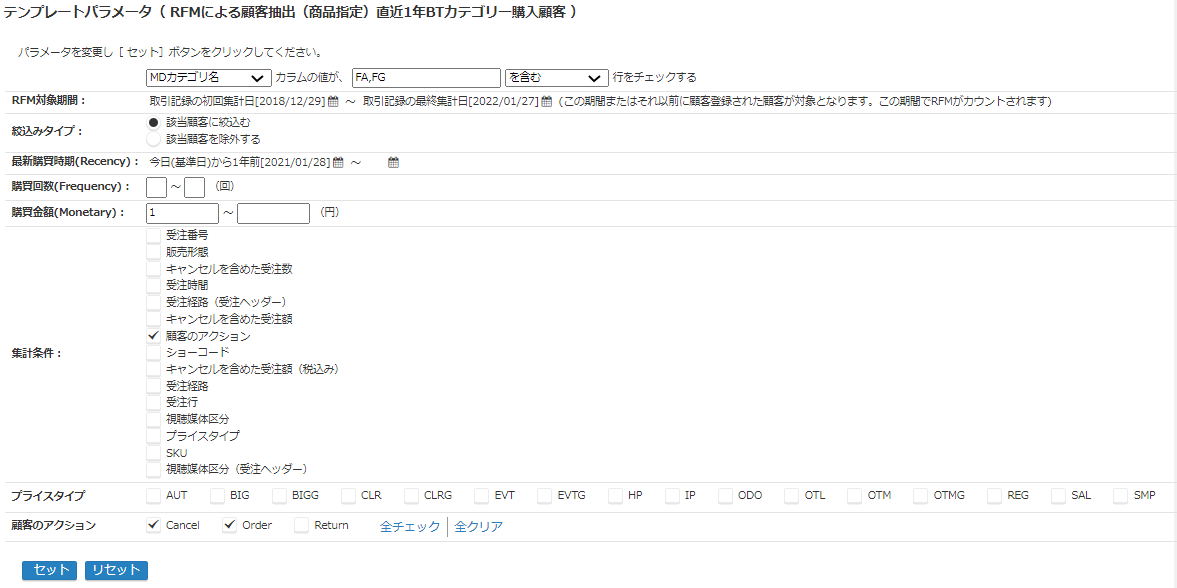 テンプレートパラメータ（ RFMによる顧客抽出（商品指定）直近1年BTカテゴリー購入顧客 ）
パラメータを変更し［ セット］ボタンをクリックしてください。
MDカテゴリ名 カラムの値が、 FA,FG を含む 行をチェックする
RFM対象期間： 取引記録の初回集計日[2018/12/29] ～ 取引記録の最終集計日[2022/01/27] (この期間またはそれ以前に顧客登録された顧客が対象となります。この期間でRFMがカウントされます)
絞込みタイプ：
該当顧客に絞込む
該当顧客を除外する
最新購買時期(Recency)： 今日(基準日)から1年前[2021/01/28] ～
購買回数(Frequency)： ～ （回）
購買金額(Monetary)： 1 ～ （円）
集計条件：
受注番号
販売形態
キャンセルを含めた受注数
受注時間
受注経路（受注ヘッダー）
キャンセルを含めた受注額
顧客のアクション
ショーコード
キャンセルを含めた受注額（税込み）
受注経路
受注行
視聴媒体区分
プライスタイプ
SKU
視聴媒体区分（受注ヘッダー）
プライスタイプ AUT BIG BIGG CLR CLRG EVT EVTG HP IP ODO OTL OTM OTMG REG SAL SMP
顧客のアクション Cancel Order Return 全チェック 全クリア
セット リセット